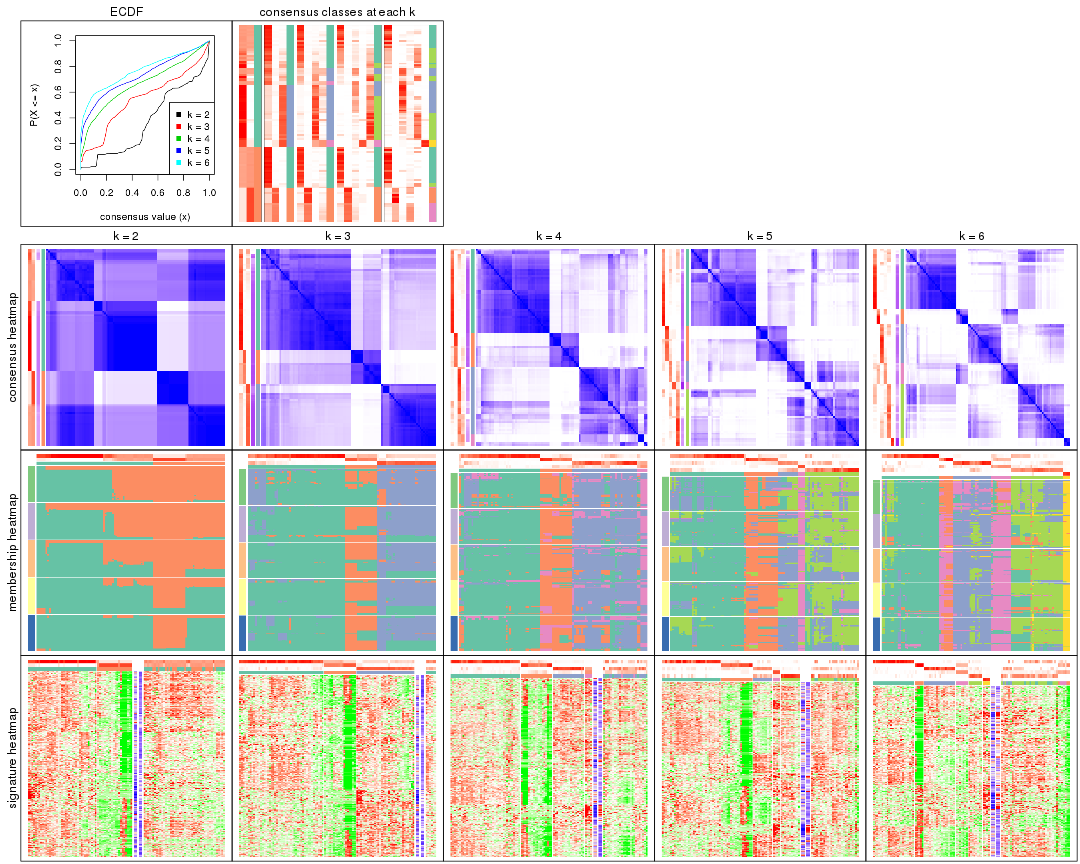 ECDF
consensus classes at each k
P(X <= x)
0.0 0.2 0.4 0.6 0.8 1.0
k = 2
k = 3
k = 4
k = 5
k = 6
0.0 0.2 0.4 0.6 0.8 1.0
consensus value (x)
k = 2
k = 3
k = 4
k = 5
k = 6
consensus heatmap
membership heatmap
signature heatmap